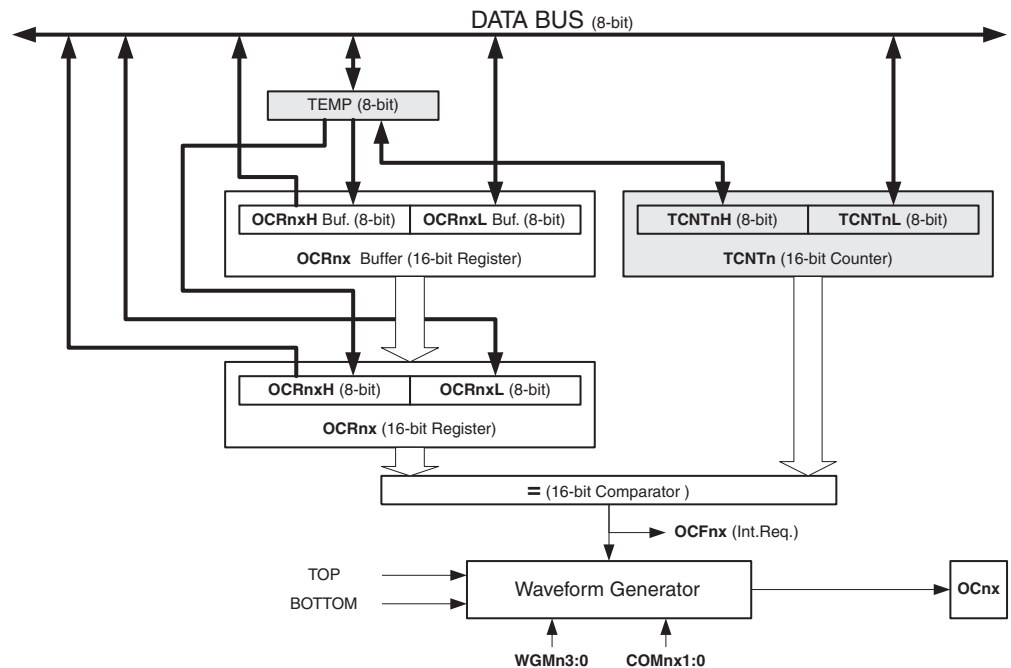 DATA BUS (8-bit)
TEMP (8-bit)
OCRnxH Buf. (8-bit) OCRnxL Buf. (8-bit)
OCRnx Buffer (16-bit Register)
TCNTnH (8-bit) TCNTnL (8-bit)
TCNTn (16-bit Counter)
OCRnxH (8-bit) OCRnxL (8-bit)
OCRnx (16-bit Register)
= (16-bit Comparator )
OCFnx (Int.Req.)
TOP
BOTTOM
Waveform Generator
OCnx
WGMn3:0 COMnx1:0